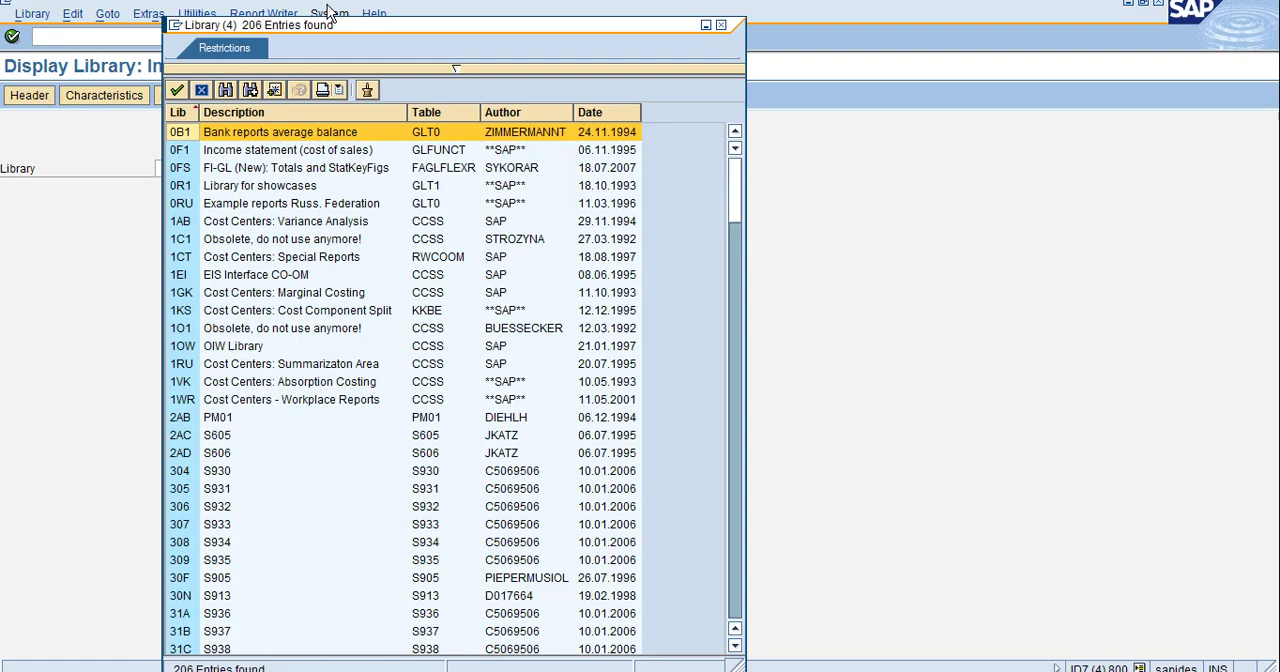 Library Edit Goto Extras Utilities Report Writer System Help
SAP
Library (4) 206 Entries found
Restrictions
Display Library: In
Header Characteristics
Library
Lib Description Table Author Date
0B1 Bank reports average balance GLT0 ZIMMERMANNT 24.11.1994
0F1 Income statement (cost of sales) GLFUNCT **SAP** 06.11.1995
0FS FI-GL (New): Totals and StatKeyFigs FAGLFLEXR SYKORAR 18.07.2007
0R1 Library for showcases GLT1 **SAP** 18.10.1993
0RU Example reports Russ. Federation GLT0 **SAP** 11.03.1996
1AB Cost Centers: Variance Analysis CCSS SAP 29.11.1994
1C1 Obsolete, do not use anymore! CCSS STROZYNA 27.03.1992
1CT Cost Centers: Special Reports RWCOOM SAP 18.08.1997
1EI EIS Interface CO-OM CCSS SAP 08.06.1995
1GK Cost Centers: Marginal Costing CCSS SAP 11.10.1993
1KS Cost Centers: Cost Component Split KKBE **SAP** 12.12.1995
1O1 Obsolete, do not use anymore! CCSS BUESSECKER 12.03.1992
1OW OIW Library CCSS SAP 21.01.1997
1RU Cost Centers: Summarizaton Area CCSS SAP 20.07.1995
1VK Cost Centers: Absorption Costing CCSS **SAP** 10.05.1993
1WR Cost Centers - Workplace Reports CCSS **SAP** 11.05.2001
2AB PM01 PM01 DIEHLH 06.12.1994
2AC S605 S605 JKATZ 06.07.1995
2AD S606 S606 JKATZ 06.07.1995
304 S930 S930 C5069506 10.01.2006
305 S931 S931 C5069506 10.01.2006
306 S932 S932 C5069506 10.01.2006
307 S933 S933 C5069506 10.01.2006
308 S934 S934 C5069506 10.01.2006
309 S935 S935 C5069506 10.01.2006
30F S905 S905 PIEPERMUSIOL 26.07.1996
30N S913 S913 D017664 19.02.1998
31A S936 S936 C5069506 10.01.2006
31B S937 S937 C5069506 10.01.2006
31C S938 S938 C5069506 10.01.2006
206 Entries found
ID7 (4) 800 sapides INS